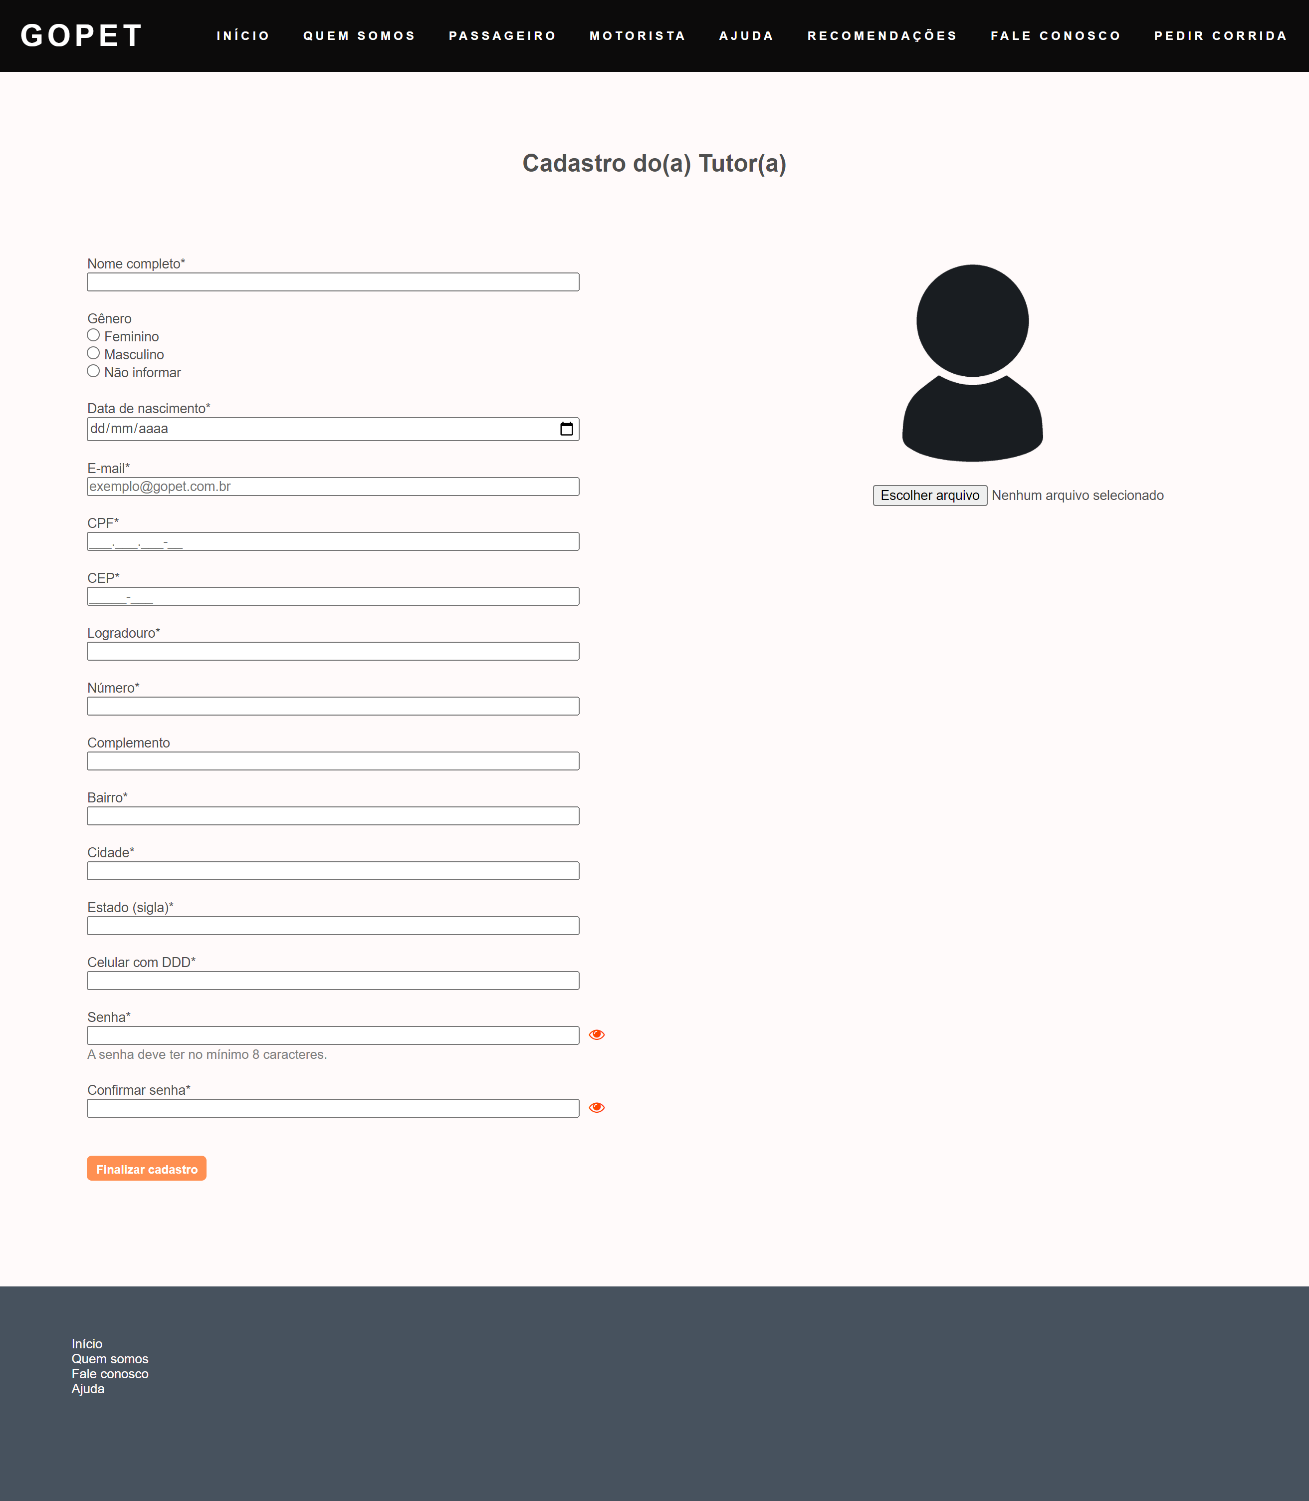 GOPET INÍCIO QUEM SOMOS PASSAGEIRO MOTORISTA AJUDA RECOMENDAÇÕES FALE CONOSCO PEDIR CORRIDA
Cadastro do(a) Tutor(a)
Nome completo*
Gênero
Feminino
Masculino
Não informar
Data de nascimento*
dd/mm/aaaa
E-mail*
exemplo@gopet.com.br
CPF*
___.___.___-__
CEP*
_____-___
Logradouro*
Número*
Complemento
Bairro*
Cidade*
Estado (sigla)*
Celular com DDD*
Senha*
A senha deve ter no mínimo 8 caracteres.
Confirmar senha*
Finalizar cadastro
Escolher arquivo Nenhum arquivo selecionado
Início
Quem somos
Fale conosco
Ajuda